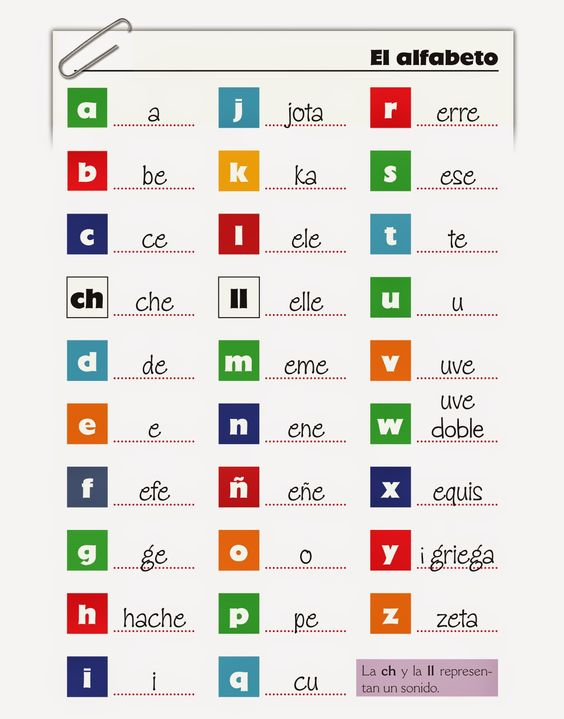 El alfabeto
a a
b be
c ce
ch che
d de
e e
f efe
g ge
h hache
i i
j jota
k ka
l ele
ll elle
m eme
n ene
ñ eñe
o o
p pe
q cu
r erre
s ese
t te
u u
v uve
w uve
doble
x equis
y i griega
z zeta
La ch y la ll represen-
tan un sonido.